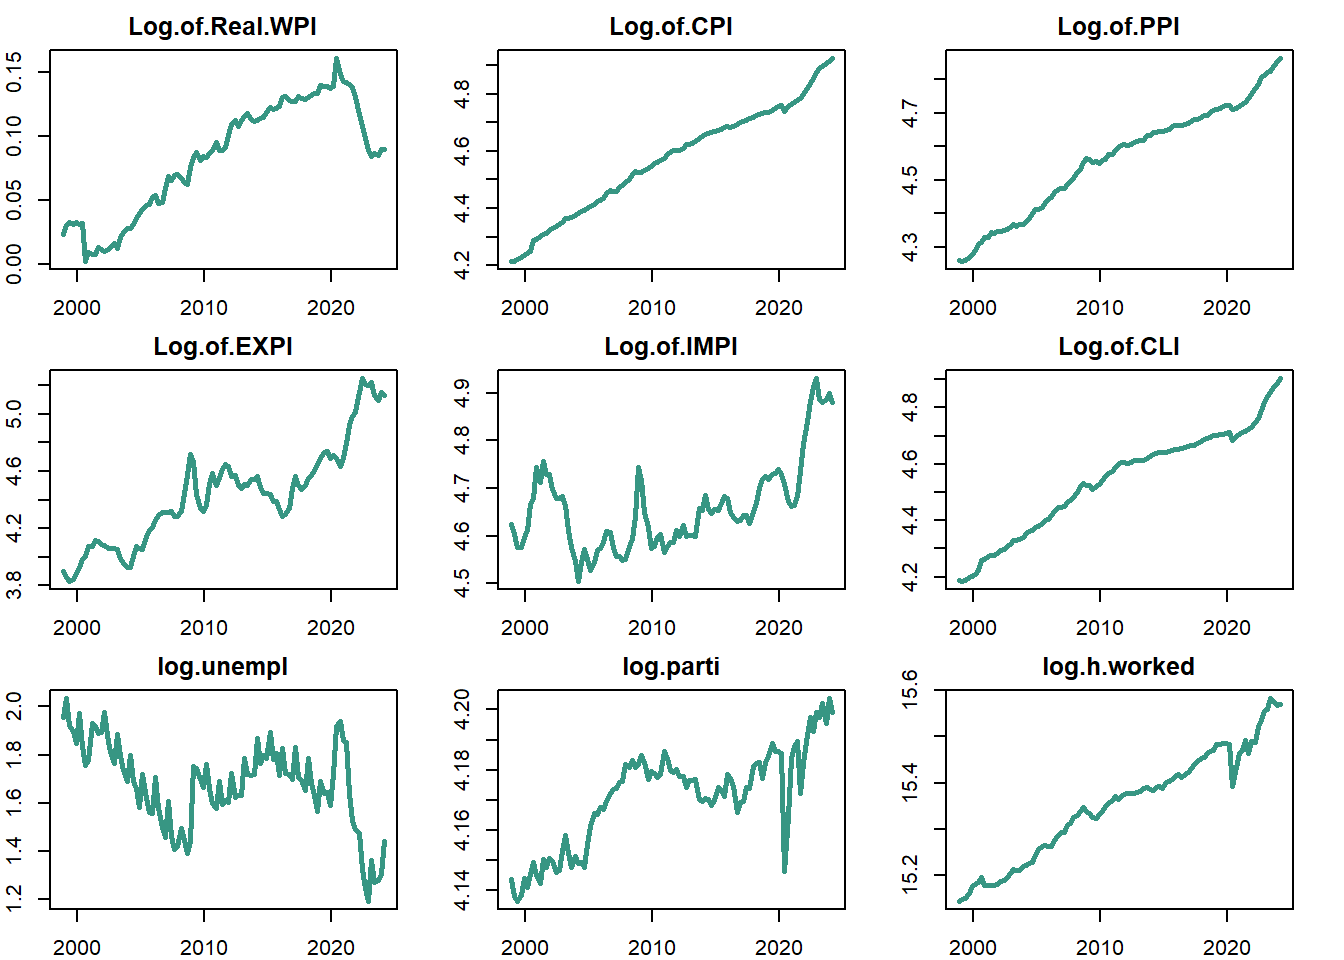 Log.of.Real.WPI
0.15
0.10
0.05
0.00
2000 2010 2020
Log.of.CPI
4.8
4.6
4.4
4.2
2000 2010 2020
Log.of.PPI
4.7
4.5
4.3
2000 2010 2020
Log.of.EXPI
5.0
4.6
4.2
3.8
2000 2010 2020
Log.of.IMPI
4.9
4.8
4.7
4.6
4.5
2000 2010 2020
Log.of.CLI
4.8
4.6
4.4
4.2
2000 2010 2020
log.unempl
2.0
1.8
1.6
1.4
1.2
2000 2010 2020
log.parti
4.20
4.18
4.16
4.14
2000 2010 2020
log.h.worked
15.6
15.4
15.2
2000 2010 2020